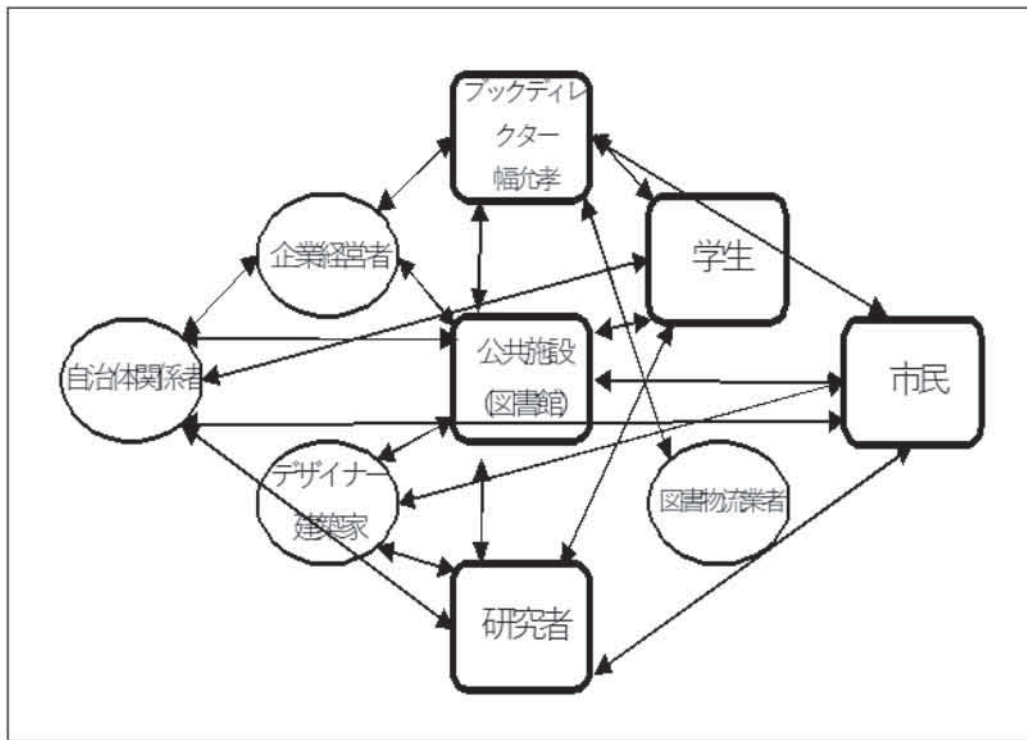 ブックディレ
クター
幅允孝
企業経営者
学生
自治体関係者
公共施設
(図書館)
市民
デザイナー
建築家
図書物流業者
研究者